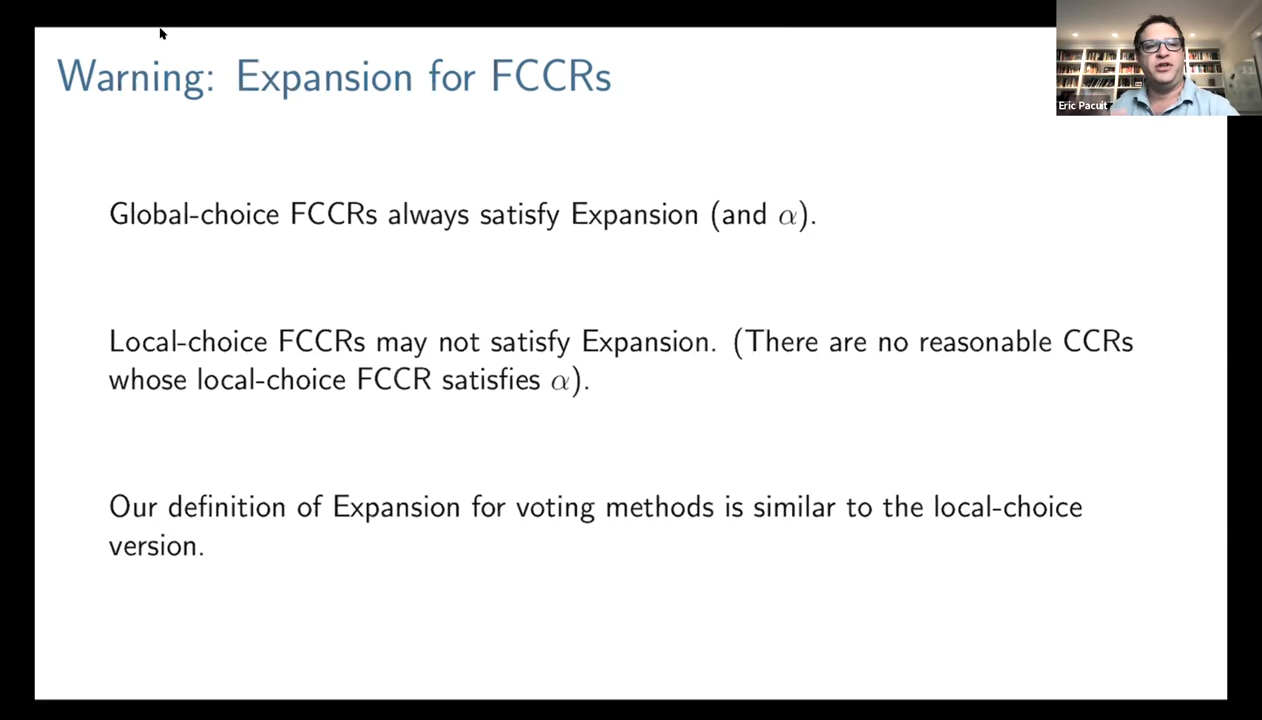 Warning: Expansion for FCCRs
Eric Pacuit
Global-choice FCCRs always satisfy Expansion (and α).
Local-choice FCCRs may not satisfy Expansion. (There are no reasonable CCRs
whose local-choice FCCR satisfies α).
Our definition of Expansion for voting methods is similar to the local-choice
version.